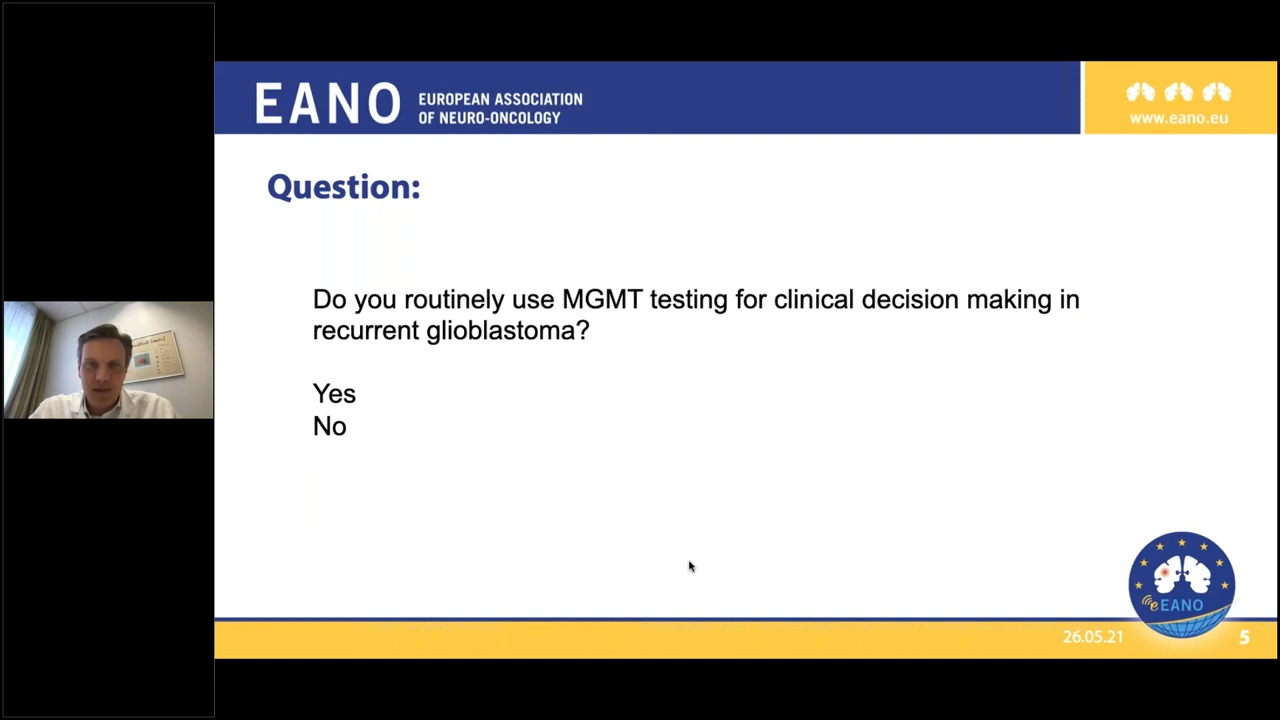 EANO
EUROPEAN ASSOCIATION
OF NEURO-ONCOLOGY
www.eano.eu
Question:
Do you routinely use MGMT testing for clinical decision making in
recurrent glioblastoma?
Yes
No
eEANO
26.05.21
5